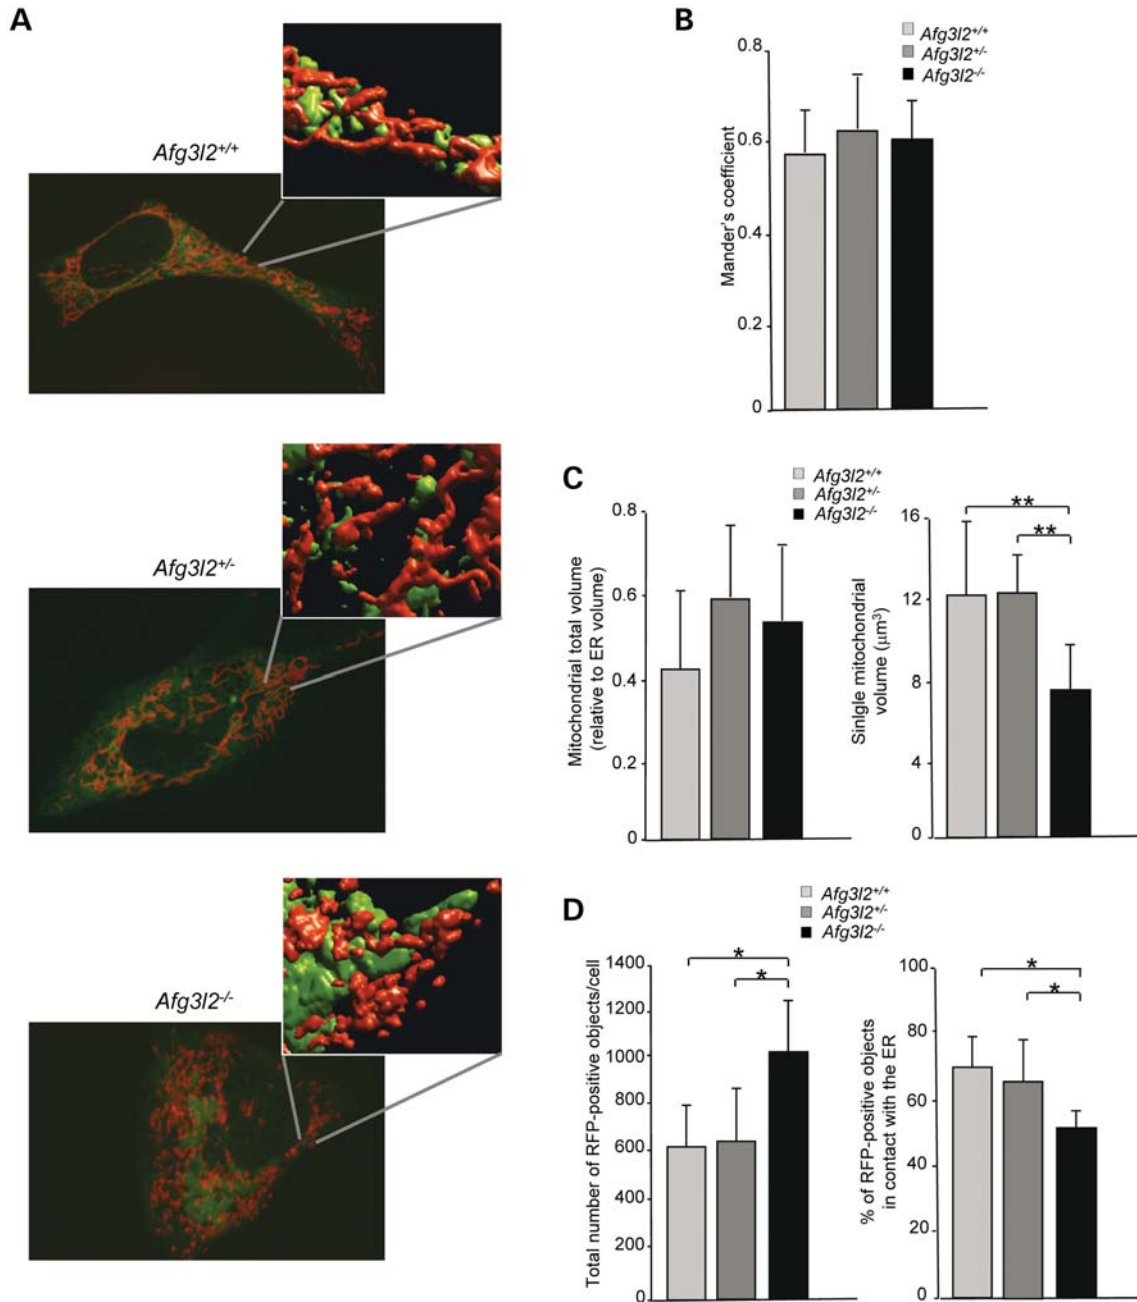 A
Afg3l2+/+
Afg3l2+/-
Afg3l2-/-
B
Afg3l2+/+
Afg3l2+/-
Afg3l2-/-
0.8
0.6
0.4
0.2
0
Mander's coefficient
C
Afg3l2+/+
Afg3l2+/-
Afg3l2-/-
0.8
0.6
0.4
0.2
0
Mitochondrial total volume
(relative to ER volume)
**
**
16
12
8
4
0
Sinlgle mitochondrial
volume (μm3)
D
Afg3l2+/+
Afg3l2+/-
Afg3l2-/-
*
*
1400
1200
1000
800
600
400
200
0
Total number of RFP-positive objects/cell
*
*
100
80
60
40
20
0
% of RFP-positive objects
in contact with the ER